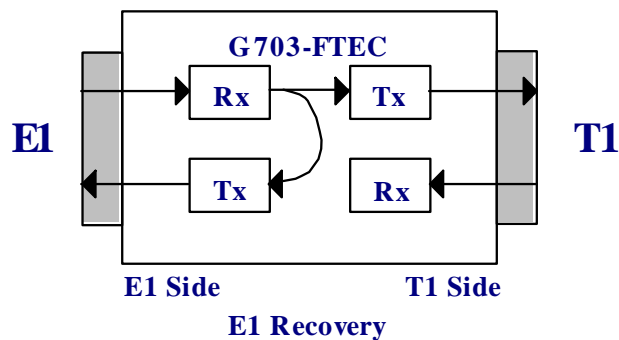 G703-FTEC
Rx
Tx
E1
T1
Tx
Rx
E1 Side
T1 Side
E1 Recovery